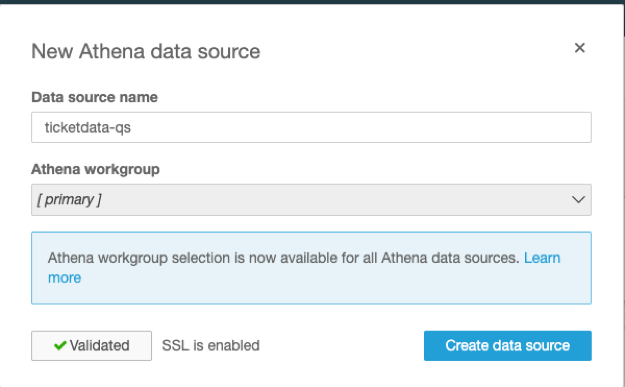 New Athena data source
Data source name
ticketdata-qs
Athena workgroup
[ primary ]
Athena workgroup selection is now available for all Athena data sources. Learn
more
Validated SSL is enabled Create data source